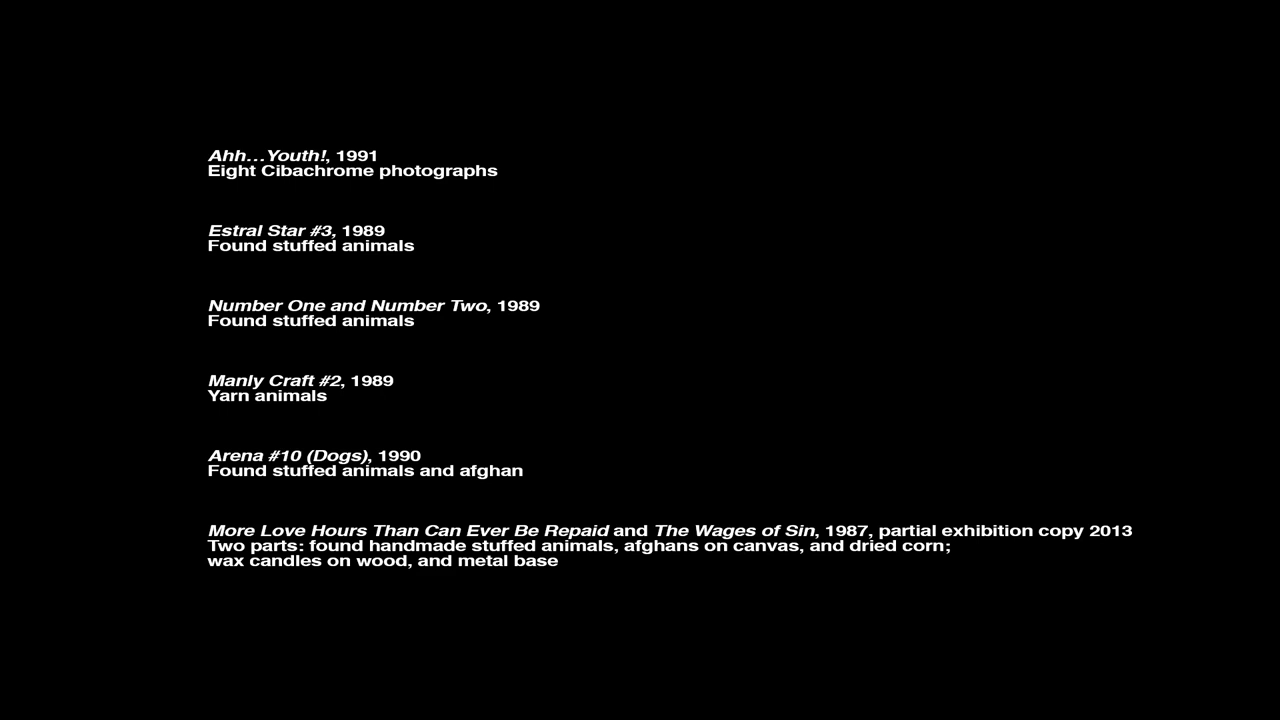 Ahh...Youth!, 1991
Eight Cibachrome photographs
Estral Star #3, 1989
Found stuffed animals
Number One and Number Two, 1989
Found stuffed animals
Manly Craft #2, 1989
Yarn animals
Arena #10 (Dogs), 1990
Found stuffed animals and afghan
More Love Hours Than Can Ever Be Repaid and The Wages of Sin, 1987, partial exhibition copy 2013
Two parts: found handmade stuffed animals, afghans on canvas, and dried corn;
wax candles on wood, and metal base